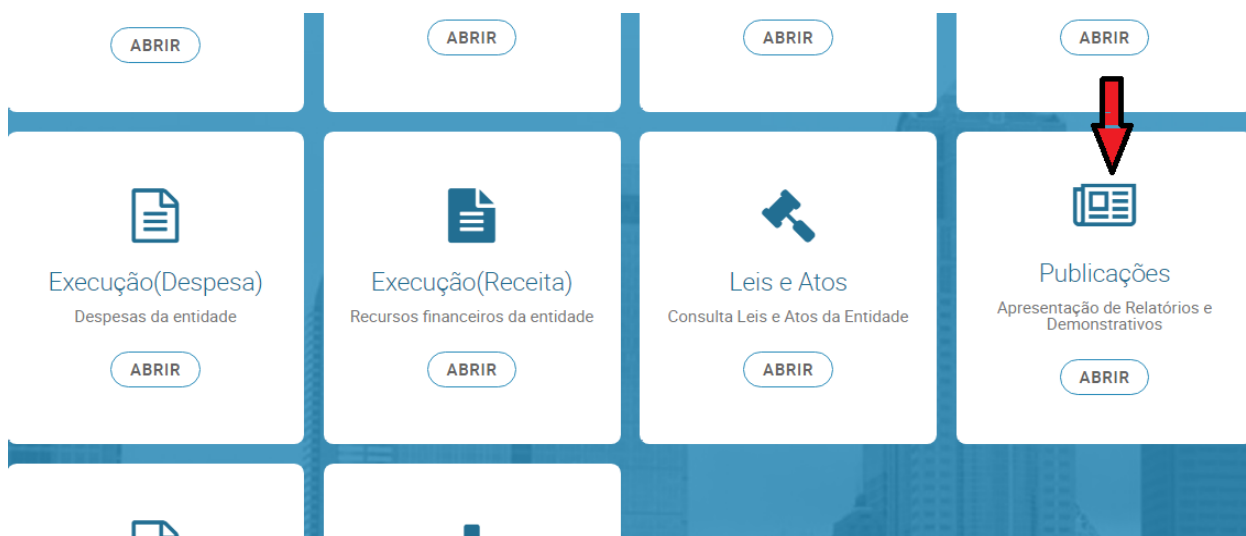 ABRIR
ABRIR
ABRIR
ABRIR
Execução(Despesa)
Despesas da entidade
ABRIR
Execução(Receita)
Recursos financeiros da entidade
ABRIR
Leis e Atos
Consulta Leis e Atos da Entidade
ABRIR
Publicações
Apresentação de Relatórios e
Demonstrativos
ABRIR